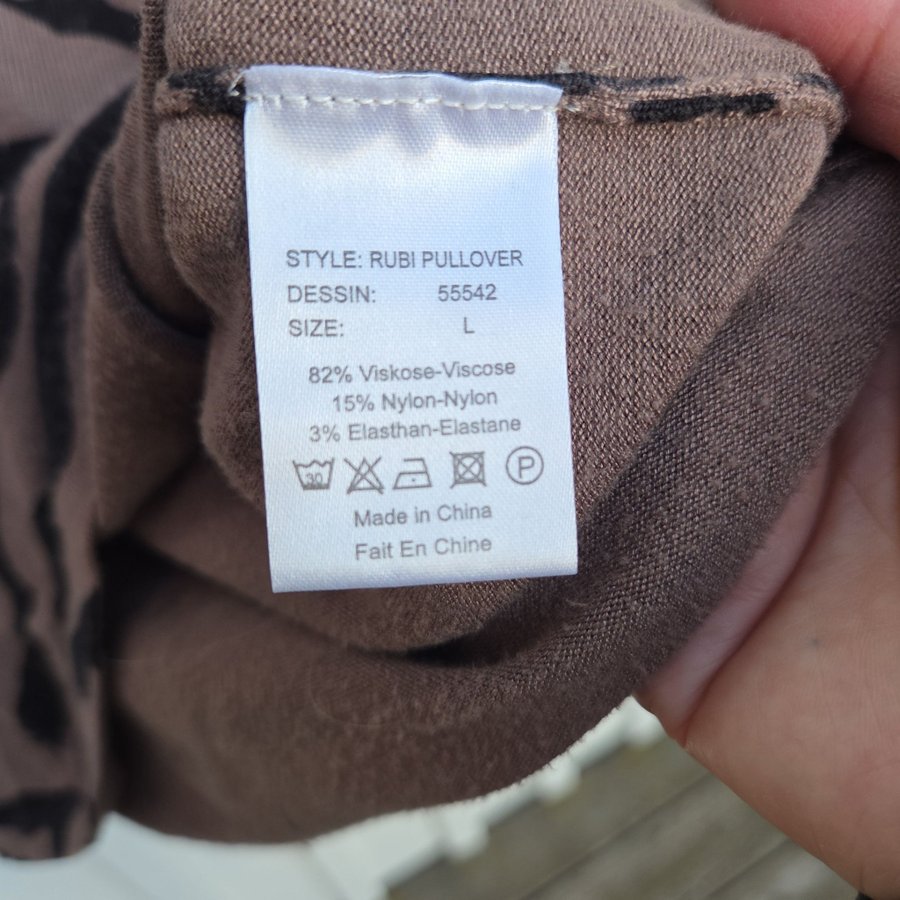 STYLE: RUBI PULLOVER
DESSIN: 55542
SIZE: L
82% Viskose-Viscose
15% Nylon-Nylon
3% Elasthan-Elastane
30 P
Made in China
Fait En Chine